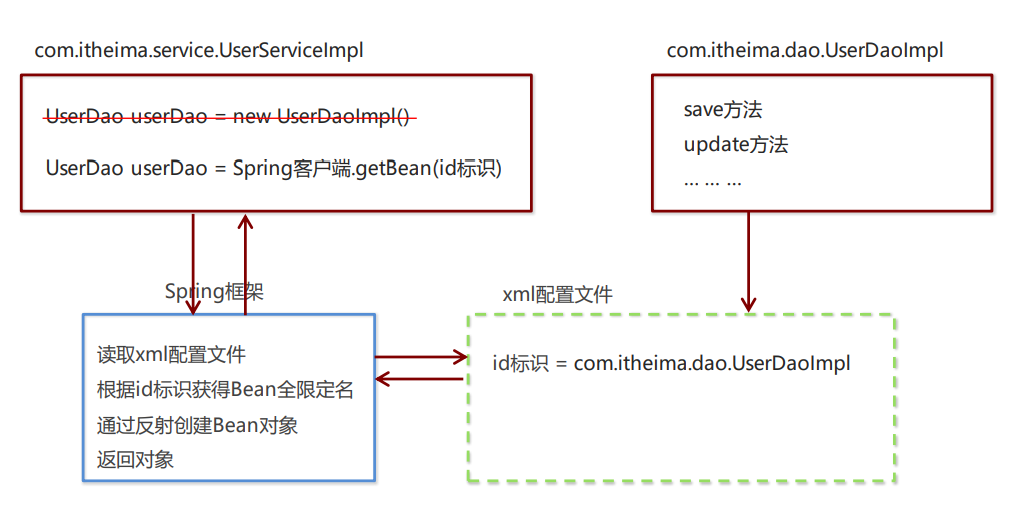 com.itheima.service.UserServiceImpl
UserDao userDao = new UserDaoImpl()
UserDao userDao = Spring客户端.getBean(id标识)
com.itheima.dao.UserDaoImpl
save方法
update方法
... ... ...
Spring框架
读取xml配置文件
根据id标识获得Bean全限定名
通过反射创建Bean对象
返回对象
xml配置文件
id标识 = com.itheima.dao.UserDaoImpl